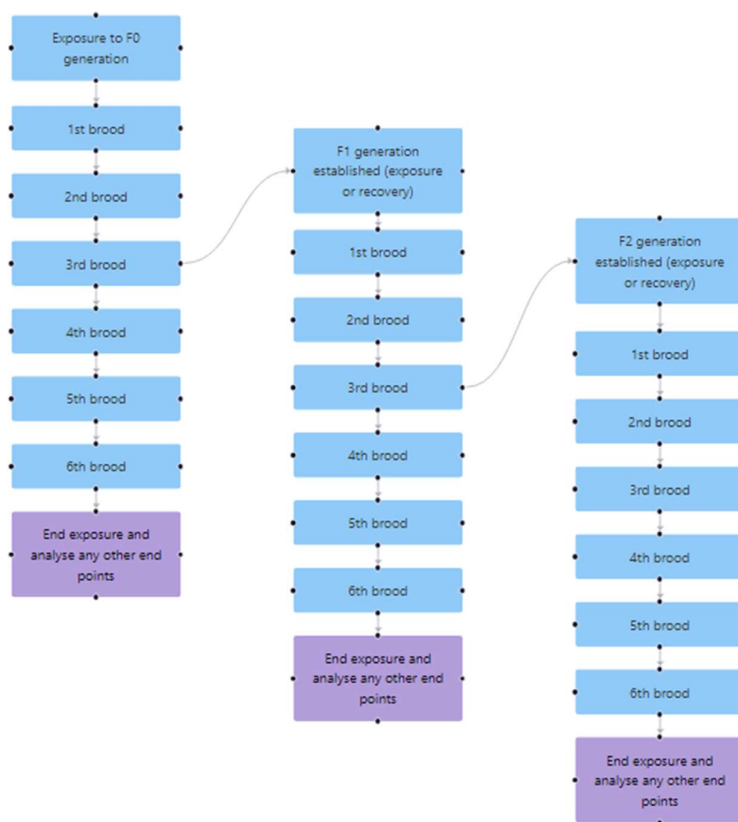 Exposure to F0
generation
1st brood
2nd brood
3rd brood
4th brood
5th brood
6th brood
End exposure and
analyse any other end
points
F1 generation
established (exposure
or recovery)
1st brood
2nd brood
3rd brood
4th brood
5th brood
6th brood
End exposure and
analyse any other end
points
F2 generation
established (exposure
or recovery)
1st brood
2nd brood
3rd brood
4th brood
5th brood
6th brood
End exposure and
analyse any other end
points